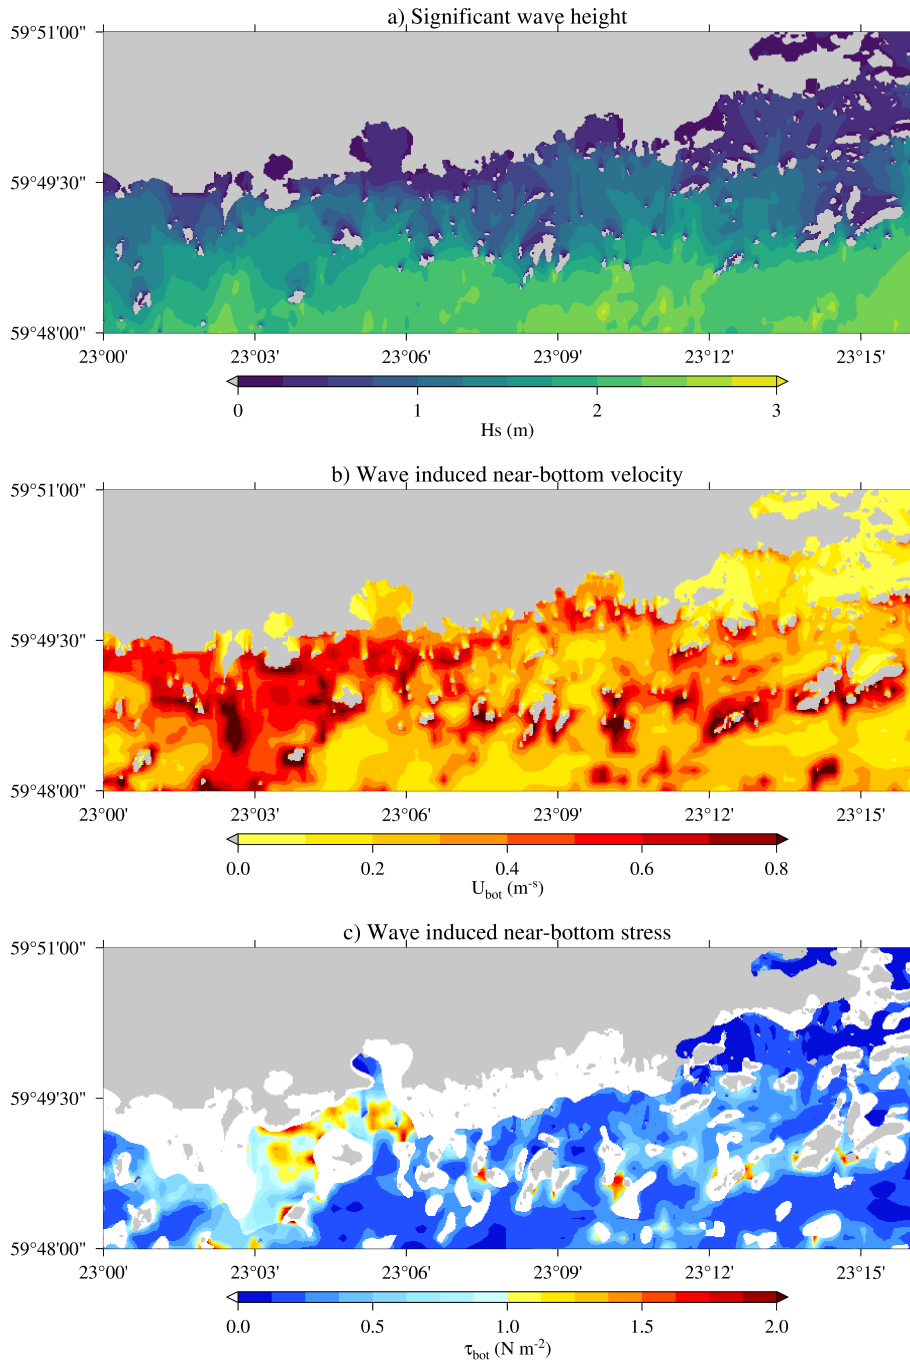 a) Significant wave height
59°51'00"
59°49'30"
59°48'00"
23°00' 23°03' 23°06' 23°09' 23°12' 23°15'
0 1 2 3
Hs (m)
b) Wave induced near-bottom velocity
59°51'00"
59°49'30"
59°48'00"
23°00' 23°03' 23°06' 23°09' 23°12' 23°15'
0.0 0.2 0.4 0.6 0.8
U_bot (m⁻ˢ)
c) Wave induced near-bottom stress
59°51'00"
59°49'30"
59°48'00"
23°00' 23°03' 23°06' 23°09' 23°12' 23°15'
0.0 0.5 1.0 1.5 2.0
τ_bot (N m⁻²)